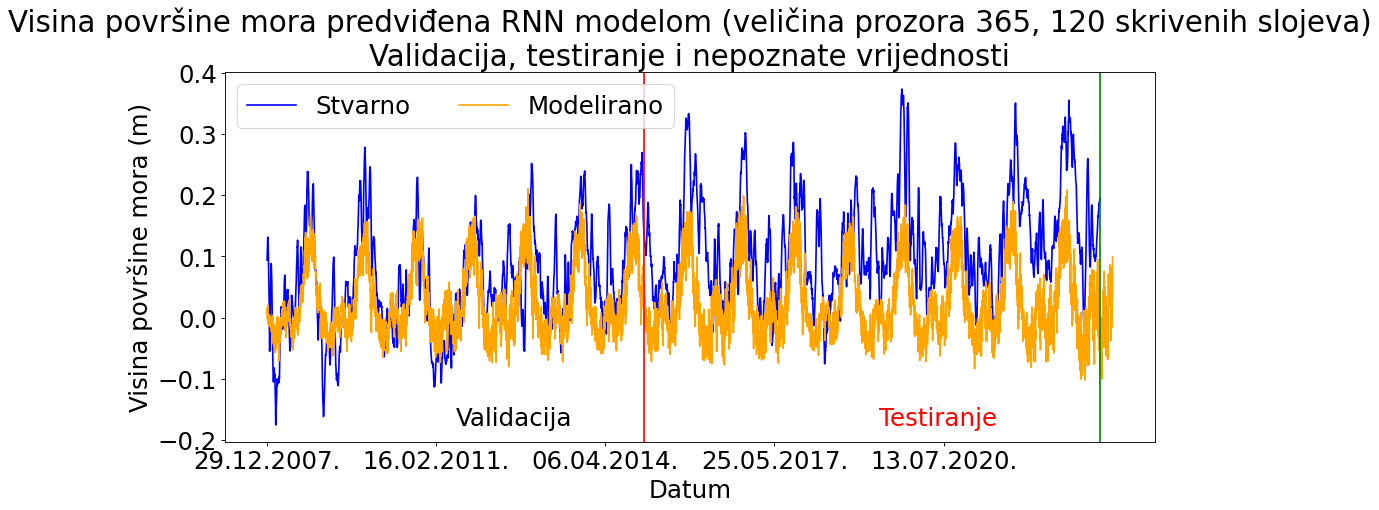 Visina površine mora predviđena RNN modelom (veličina prozora 365, 120 skrivenih slojeva)
Validacija, testiranje i nepoznate vrijednosti
Stvarno
Modelirano
Visina površine mora (m)
0.4
0.3
0.2
0.1
0.0
−0.1
−0.2
Validacija
Testiranje
29.12.2007.
16.02.2011.
06.04.2014.
25.05.2017.
13.07.2020.
Datum